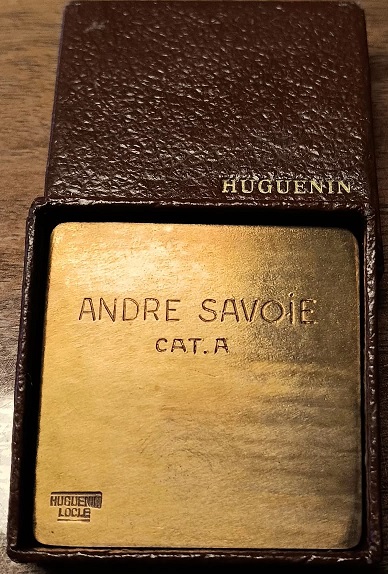 HUGUENIN
ANDRE SAVOiE
CAT.A
HUGUENIN
LOCLE